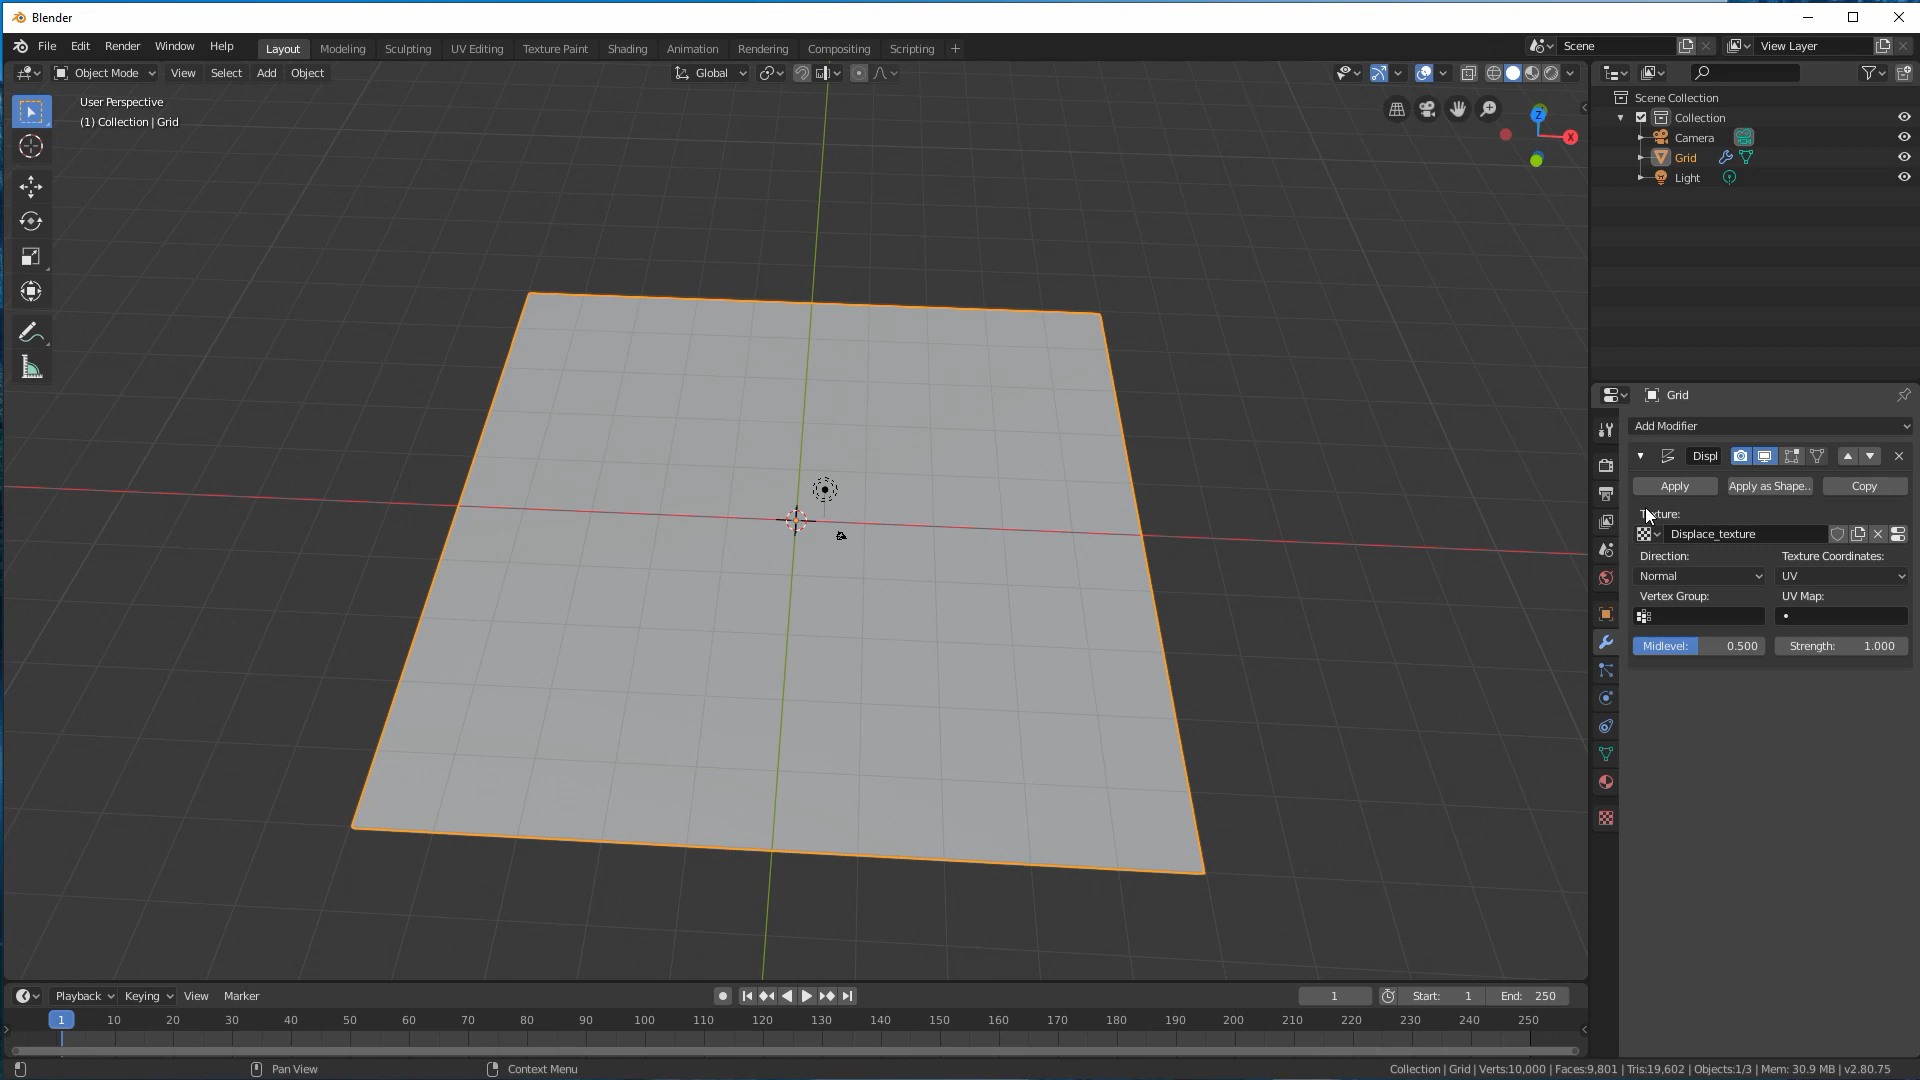 Blender
File Edit Render Window Help Layout Modeling Sculpting UV Editing Texture Paint Shading Animation Rendering Compositing Scripting + Scene View Layer
Object Mode View Select Add Object Global
User Perspective
(1) Collection | Grid
Z
X
Scene Collection
Collection
Camera
Grid
Light
Grid
Add Modifier
Displ
Apply Apply as Shape.. Copy
Texture:
Displace_texture
Direction: Texture Coordinates:
Normal UV
Vertex Group: UV Map:
Midlevel: 0.500 Strength: 1.000
Playback Keying View Marker 1 Start: 1 End: 250
1 10 20 30 40 50 60 70 80 90 100 110 120 130 140 150 160 170 180 190 200 210 220 230 240 250
Pan View Context Menu Collection | Grid | Verts:10,000 | Faces:9,801 | Tris:19,602 | Objects:1/3 | Mem: 30.9 MB | v2.80.75